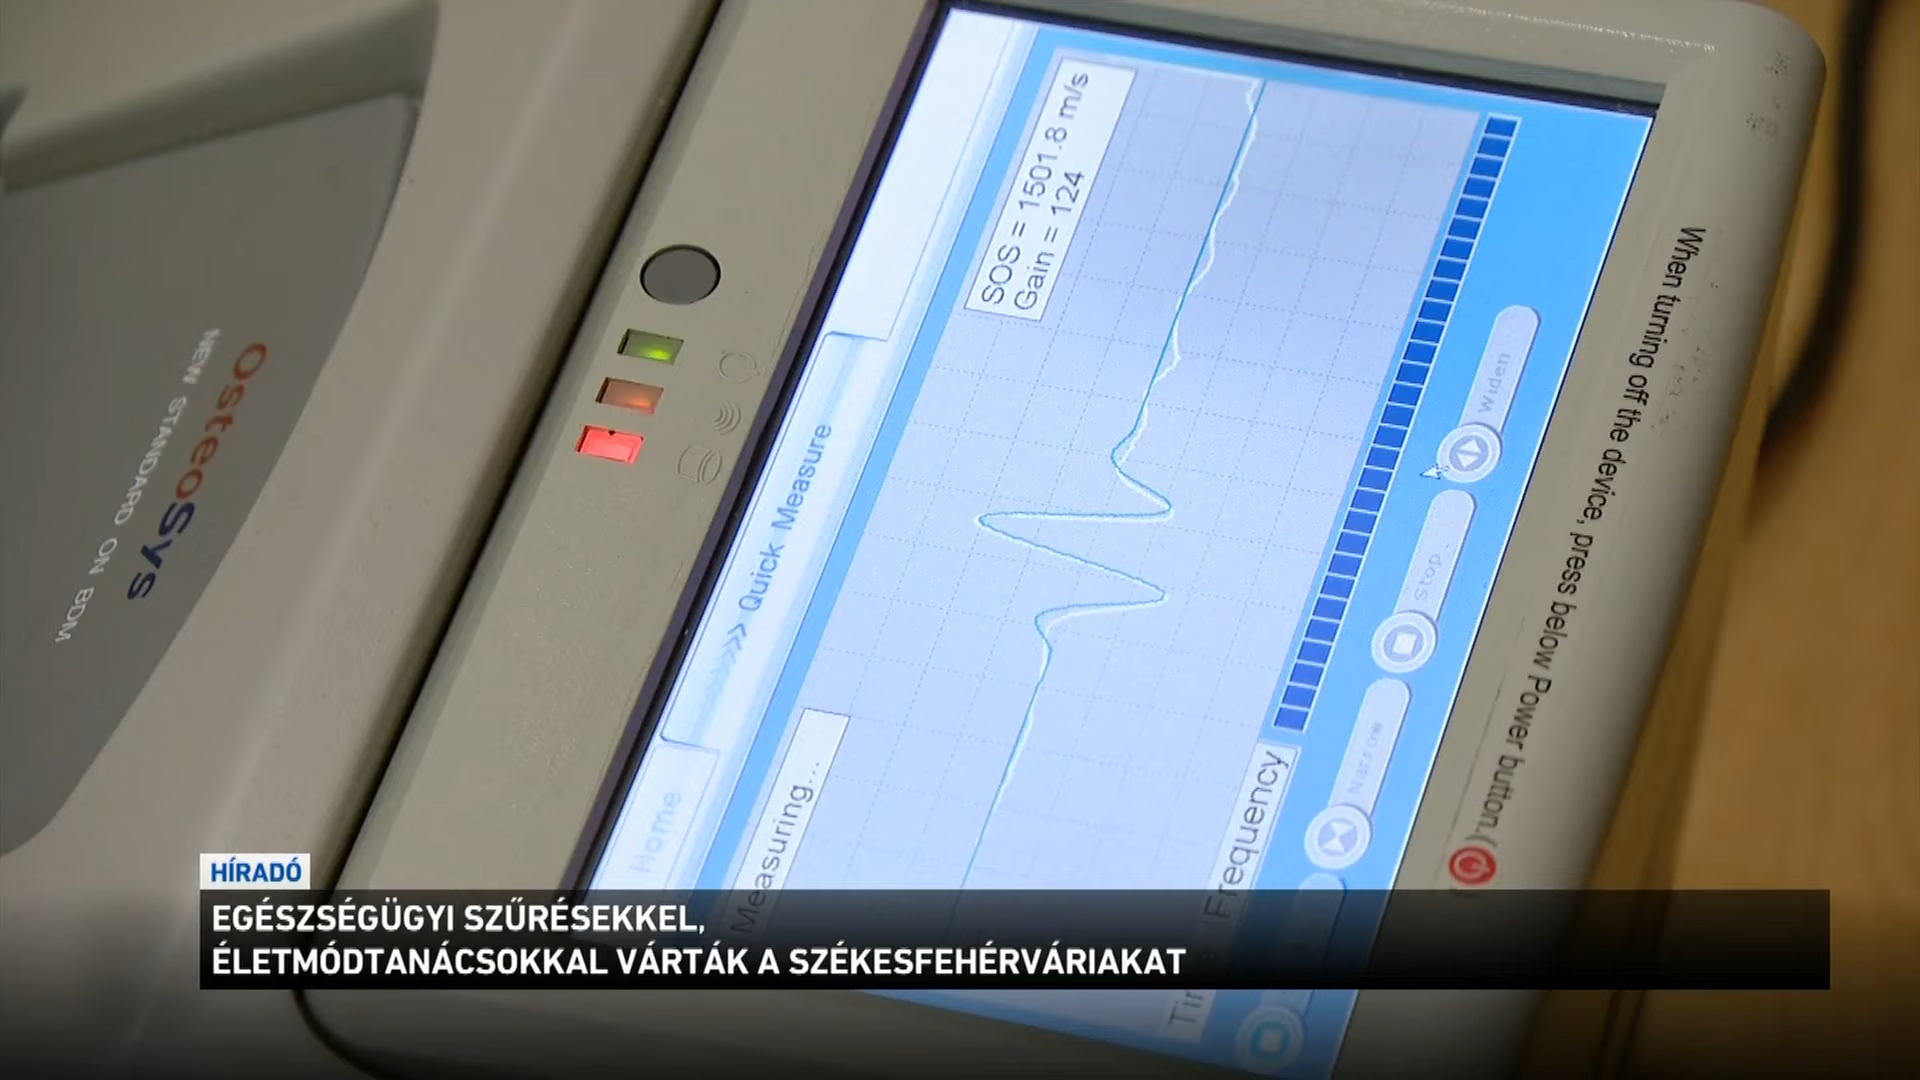 OsteoSys
NEW STANDARD ON BDM
Home
>>>>>> Quick Measure
SOS = 1501.8 m/s
Gain = 124
Measuring...
Frequency
Narrow
Stop
Widen
When turning off the device, press below Power button.( )
HÍRADÓ
EGÉSZSÉGÜGYI SZŰRÉSEKKEL,
ÉLETMÓDTANÁCSOKKAL VÁRTÁK A SZÉKESFEHÉRVÁRIAKAT